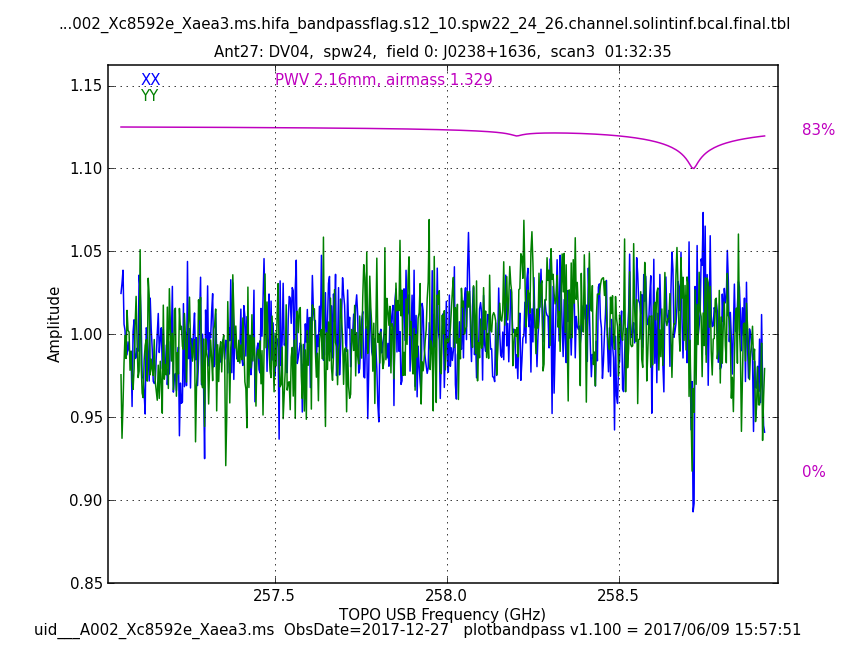 ...002_Xc8592e_Xaea3.ms.hifa_bandpassflag.s12_10.spw22_24_26.channel.solintinf.bcal.final.tbl
Ant27: DV04,  spw24,  field 0: J0238+1636,  scan3  01:32:35
XX
PWV 2.16mm, airmass 1.329
YY
1.15
83%
1.10
1.05
Amplitude
1.00
0.95
0%
0.90
0.85
257.5
258.0
258.5
TOPO USB Frequency (GHz)
uid___A002_Xc8592e_Xaea3.ms  ObsDate=2017-12-27   plotbandpass v1.100 = 2017/06/09 15:57:51